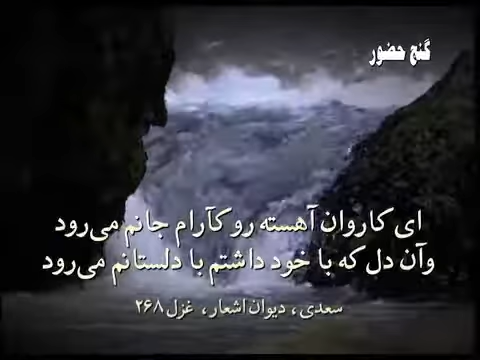 گنج حضور
ای کاروان آهسته رو کآرام جانم می‌رود
وآن دل که با خود داشتم با دلستانم می‌رود
سعدی، دیوان اشعار، غزل ۲۶۸